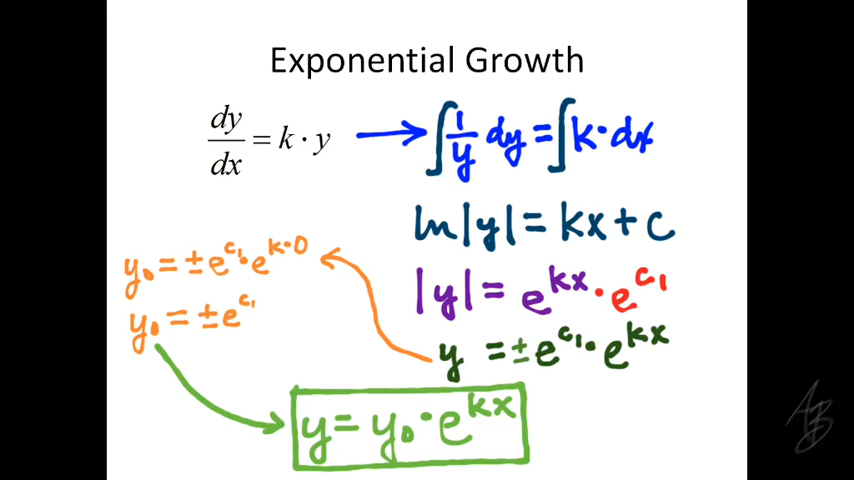 Exponential Growth
dy/dx = k · y → ∫ 1/y dy = ∫ k · dx
ln|y| = kx + c
y₀ = ±e^(c₁) · e^(k·0)
|y| = e^(kx) · e^(c₁)
y₀ = ±e^(c₁)
y = ±e^(c₁) · e^(kx)
y = y₀ · e^(kx)